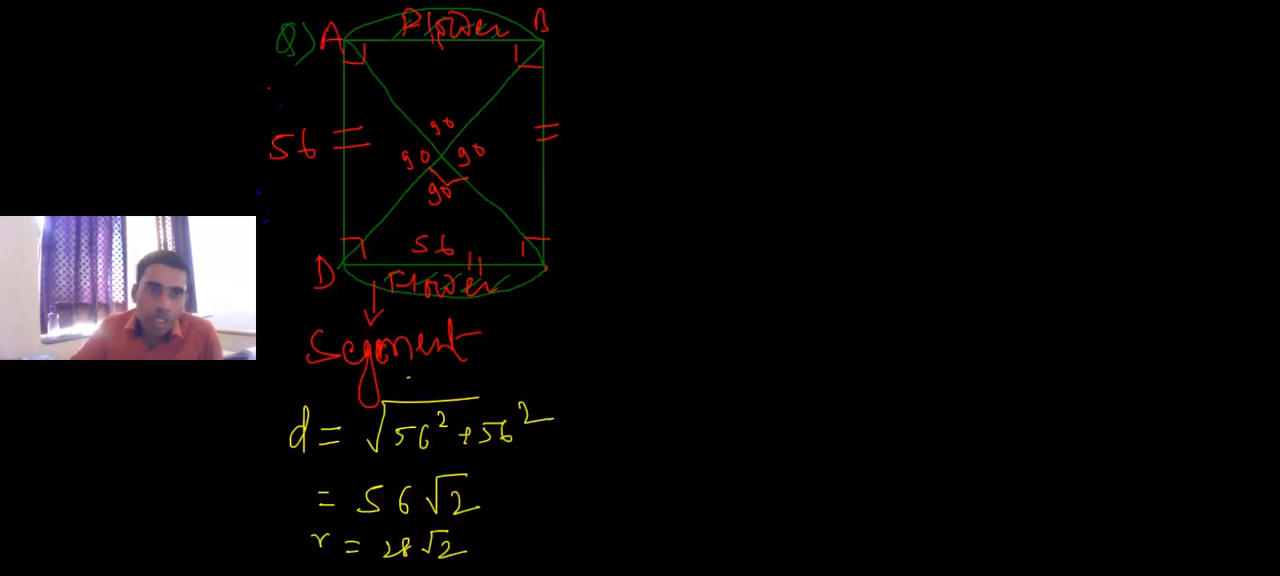 Q) A Flower B
90
56 90 90
90
56
D Flower
Segment
d = √56² + 56²
= 56√2
r = 28√2